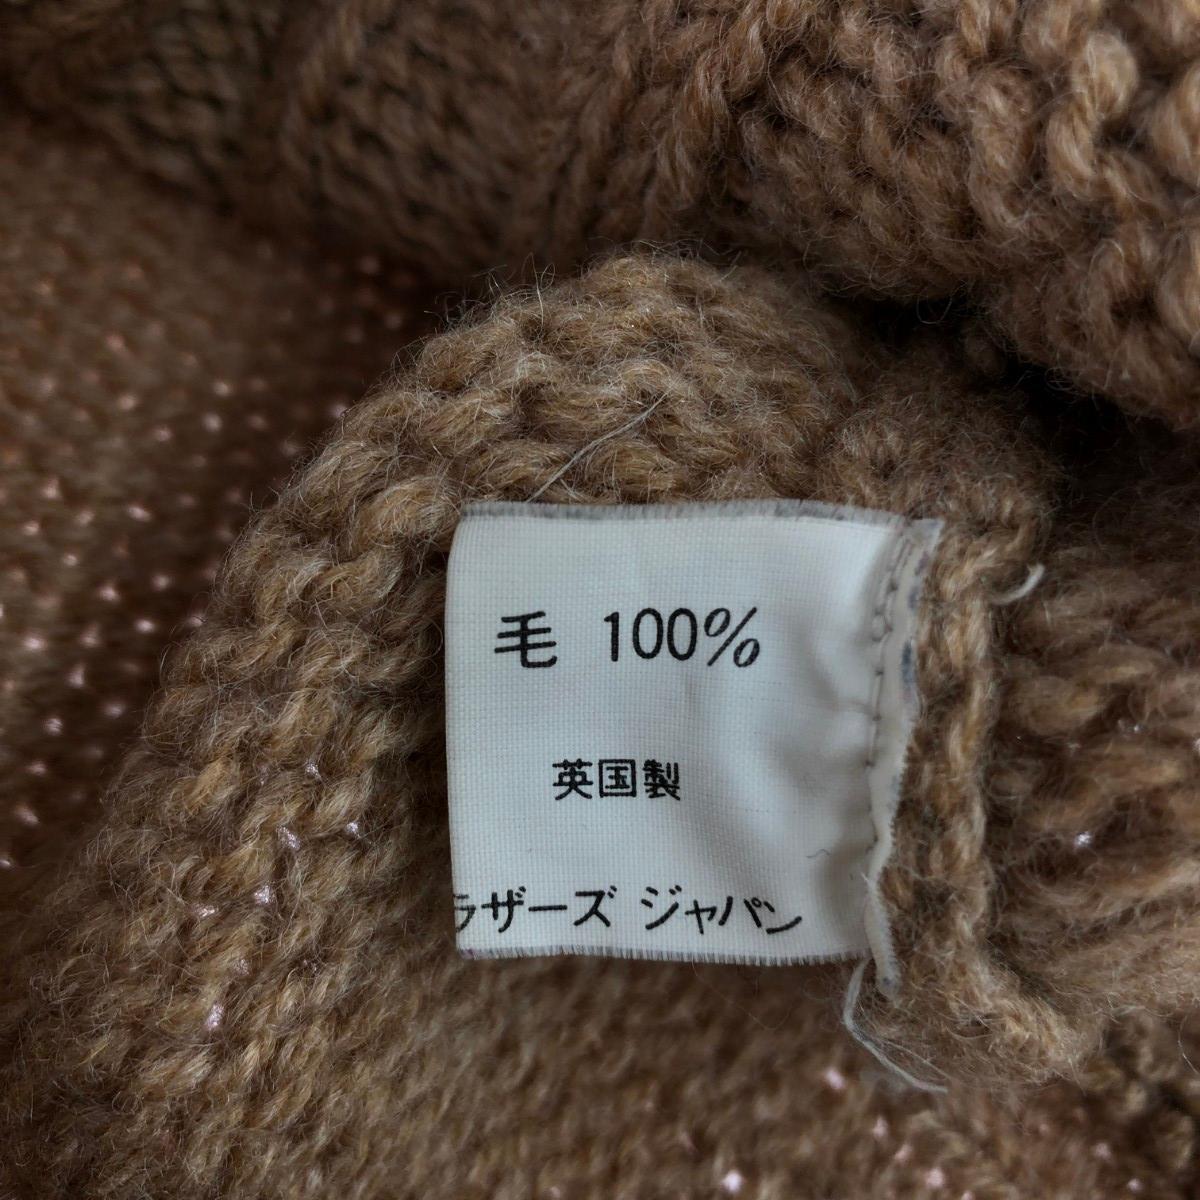 毛 100%
英国製
ラザーズ ジャパン